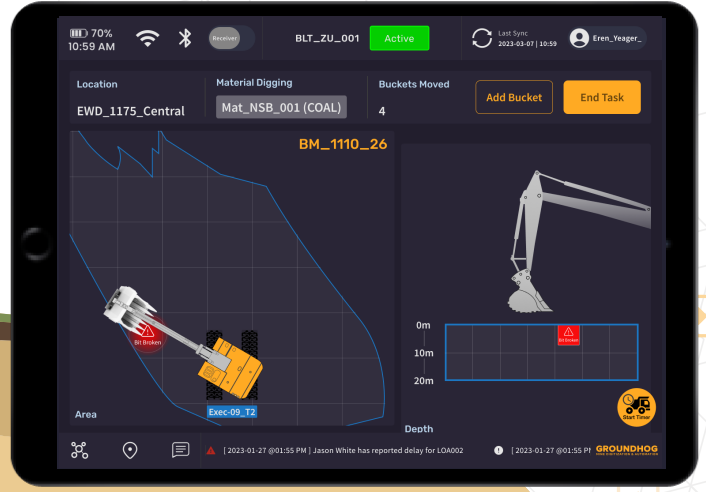 70%
10:59 AM
Receiver
BLT_ZU_001
Active
Last Sync
2023-03-07 | 10:59
Eren_Yeager_
Location
EWD_1175_Central
Material Digging
Mat_NSB_001 (COAL)
Buckets Moved
4
Add Bucket
End Task
BM_1110_26
Bit Broken
Exec-09_T2
Area
0m
10m
20m
Bit Broken
Depth
Start Timer
[ 2023-01-27 @01:55 PM ] Jason White has reported delay for LOA002
[ 2023-01-27 @01:55 PM
GROUNDHOG